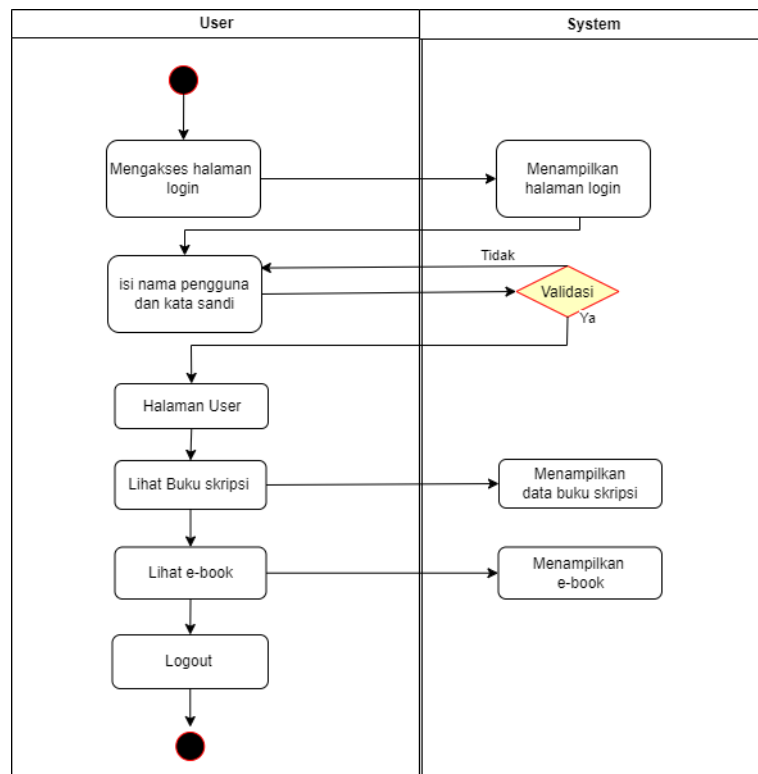 User
System
Mengakses halaman
login
Menampilkan
halaman login
Tidak
isi nama pengguna
dan kata sandi
Validasi
Ya
Halaman User
Lihat Buku skripsi
Menampilkan
data buku skripsi
Lihat e-book
Menampilkan
e-book
Logout